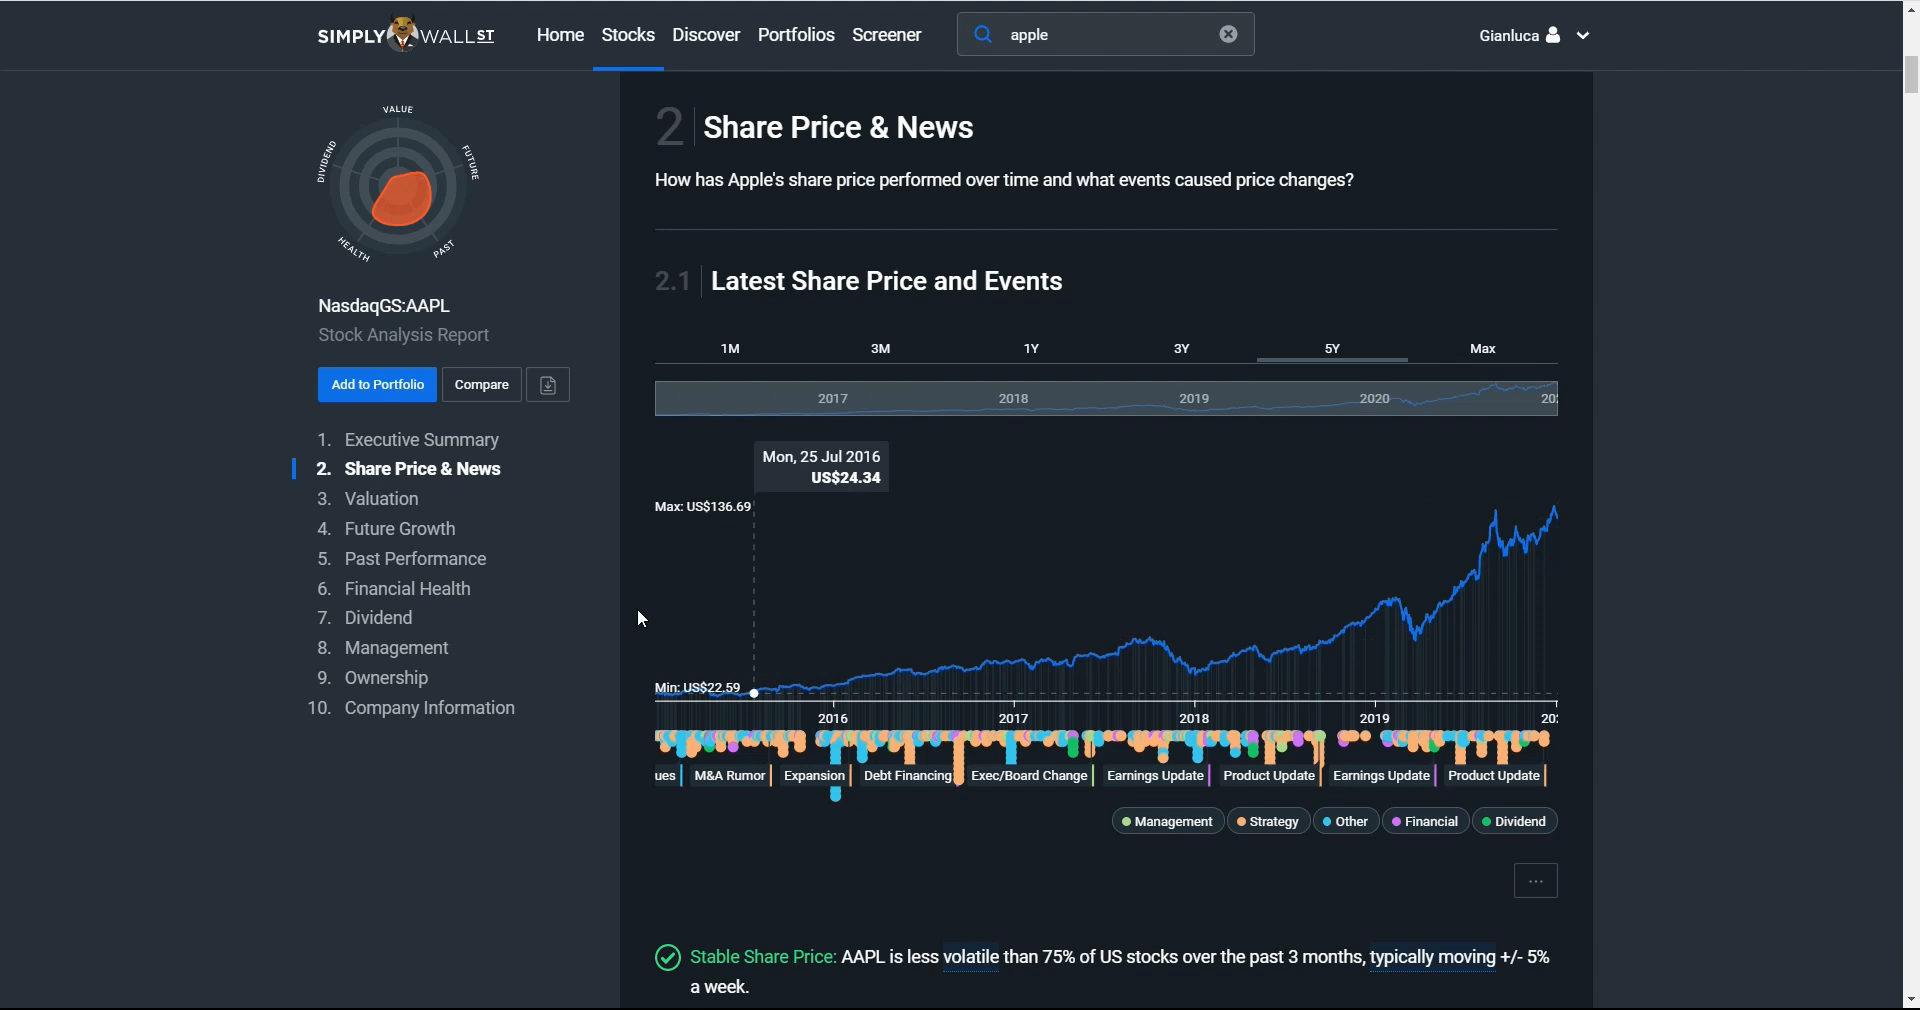 SIMPLY WALLST
Home Stocks Discover Portfolios Screener
apple
Gianluca
VALUE
FUTURE
PAST
HEALTH
DIVIDEND
NasdaqGS:AAPL
Stock Analysis Report
Add to Portfolio Compare
1. Executive Summary
2. Share Price & News
3. Valuation
4. Future Growth
5. Past Performance
6. Financial Health
7. Dividend
8. Management
9. Ownership
10. Company Information
2 Share Price & News
How has Apple's share price performed over time and what events caused price changes?
2.1 Latest Share Price and Events
1M 3M 1Y 3Y 5Y Max
2017 2018 2019 2020 202
Mon, 25 Jul 2016
US$24.34
Max: US$136.69
Min: US$22.59
2016 2017 2018 2019 202
ues M&A Rumor Expansion Debt Financing Exec/Board Change Earnings Update Product Update Earnings Update Product Update
Management Strategy Other Financial Dividend
...
Stable Share Price: AAPL is less volatile than 75% of US stocks over the past 3 months, typically moving +/- 5%
a week.